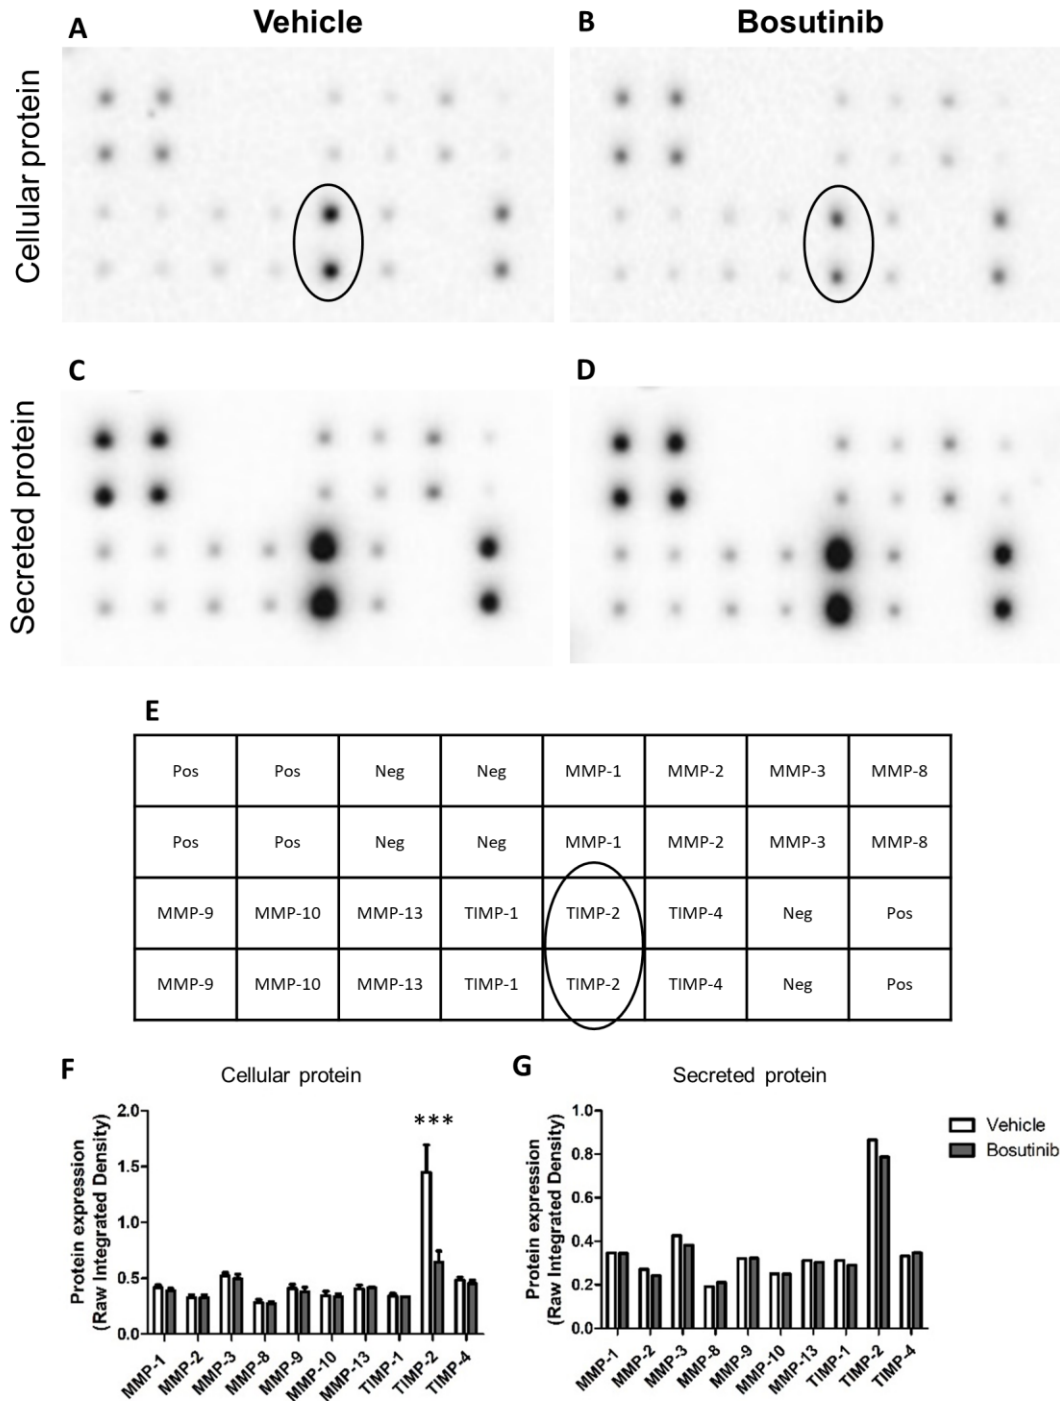 A
Vehicle
B
Bosutinib
Cellular protein
C
D
Secreted protein
E
Pos Pos Neg Neg MMP-1 MMP-2 MMP-3 MMP-8
Pos Pos Neg Neg MMP-1 MMP-2 MMP-3 MMP-8
MMP-9 MMP-10 MMP-13 TIMP-1 TIMP-2 TIMP-4 Neg Pos
MMP-9 MMP-10 MMP-13 TIMP-1 TIMP-2 TIMP-4 Neg Pos
F
Cellular protein
Protein expression
(Raw Integrated Density)
2.0
1.5
1.0
0.5
0.0
***
MMP-1
MMP-2
MMP-3
MMP-8
MMP-9
MMP-10
MMP-13
TIMP-1
TIMP-2
TIMP-4
G
Secreted protein
Protein expression
(Raw Integrated Density)
1.0
0.8
0.6
0.4
0.2
0.0
MMP-1
MMP-2
MMP-3
MMP-8
MMP-9
MMP-10
MMP-13
TIMP-1
TIMP-2
TIMP-4
Vehicle
Bosutinib